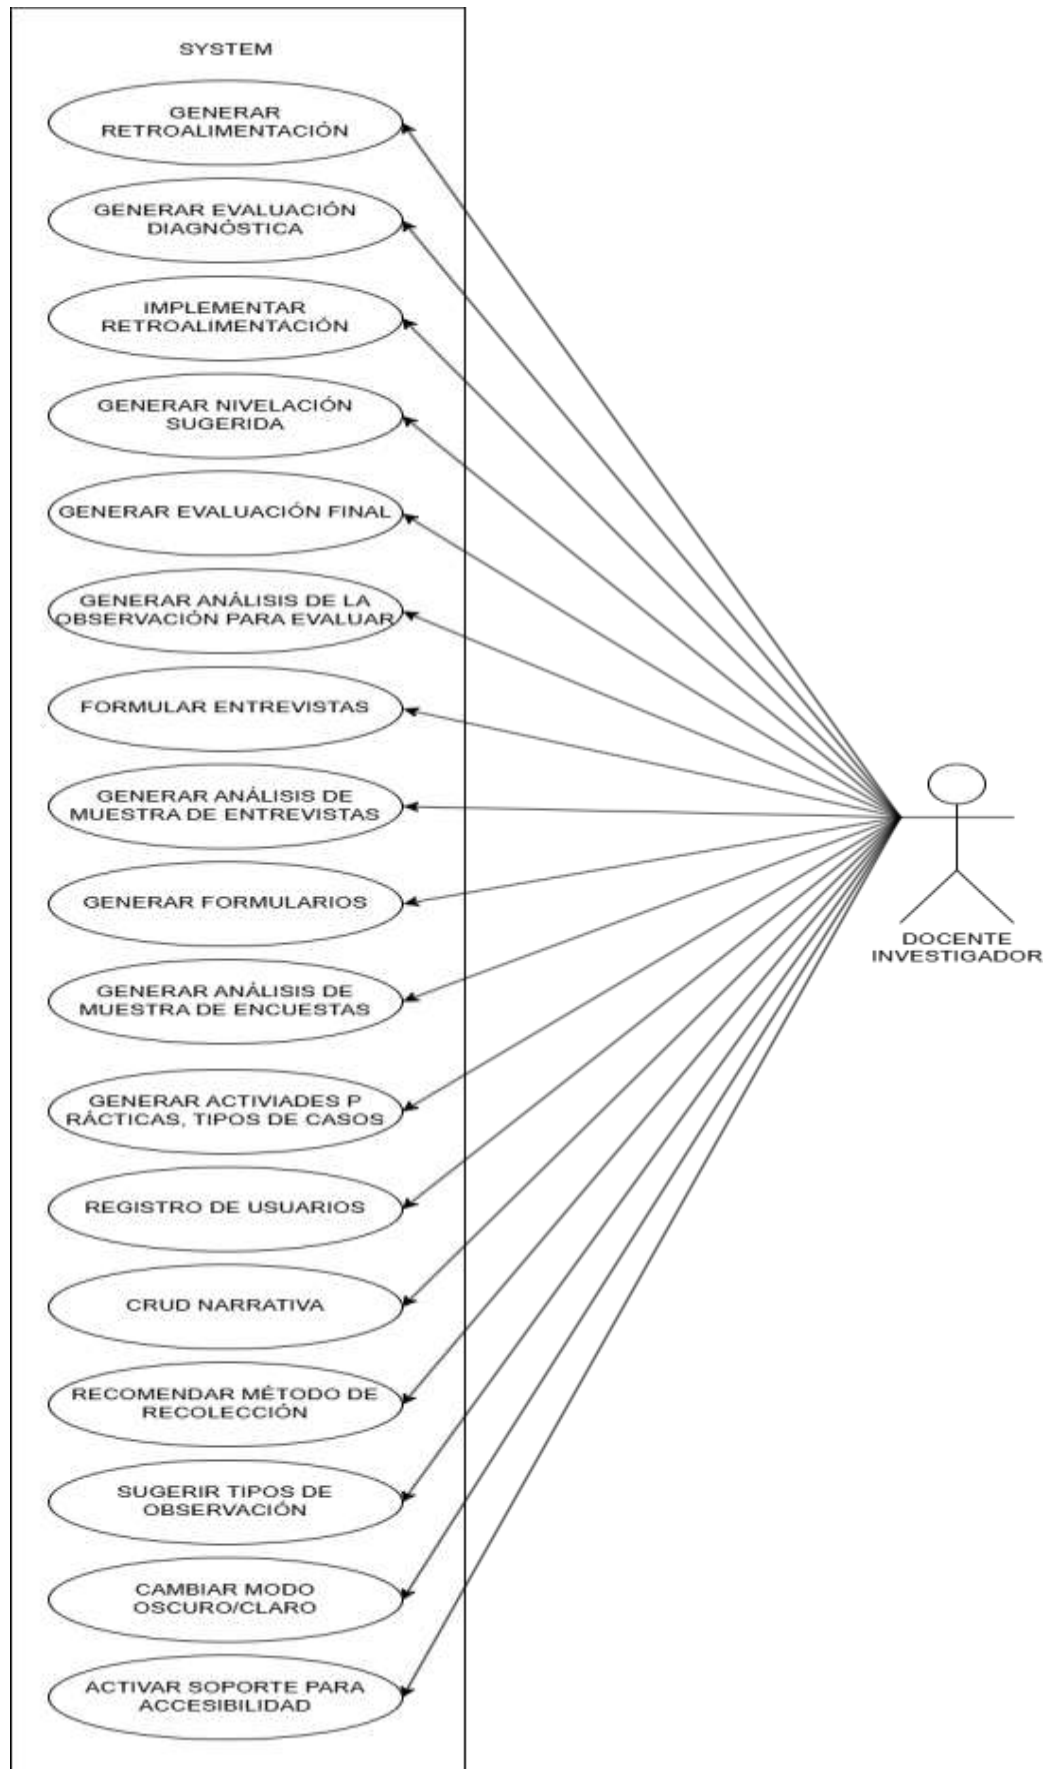 SYSTEM
GENERAR
RETROALIMENTACIÓN
GENERAR EVALUACIÓN
DIAGNÓSTICA
IMPLEMENTAR
RETROALIMENTACIÓN
GENERAR NIVELACIÓN
SUGERIDA
GENERAR EVALUACIÓN FINAL
GENERAR ANÁLISIS DE LA
OBSERVACIÓN PARA EVALUAR
FORMULAR ENTREVISTAS
GENERAR ANÁLISIS DE
MUESTRA DE ENTREVISTAS
GENERAR FORMULARIOS
GENERAR ANÁLISIS DE
MUESTRA DE ENCUESTAS
GENERAR ACTIVIADES P
RÁCTICAS, TIPOS DE CASOS
REGISTRO DE USUARIOS
CRUD NARRATIVA
RECOMENDAR MÉTODO DE
RECOLECCIÓN
SUGERIR TIPOS DE
OBSERVACIÓN
CAMBIAR MODO
OSCURO/CLARO
ACTIVAR SOPORTE PARA
ACCESIBILIDAD
DOCENTE
INVESTIGADOR